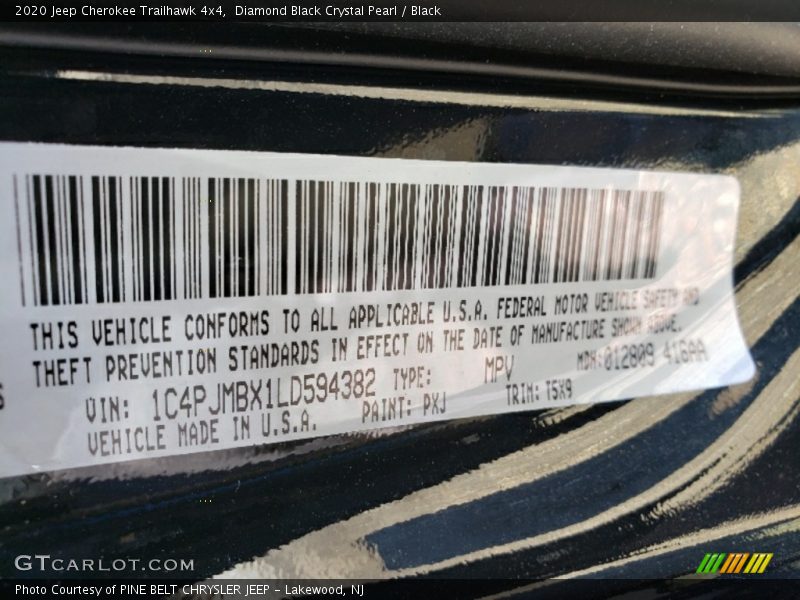 2020 Jeep Cherokee Trailhawk 4x4, Diamond Black Crystal Pearl / Black
THIS VEHICLE CONFORMS TO ALL APPLICABLE U.S.A. FEDERAL MOTOR VEHICLE SAFETY AND
THEFT PREVENTION STANDARDS IN EFFECT ON THE DATE OF MANUFACTURE SHOWN ABOVE.
S VIN: 1C4PJMBX1LD594382 TYPE: MPV MDH:012809 416AA
VEHICLE MADE IN U.S.A. PAINT: PXJ TRIM: T5X9
GTCARLOT.COM
Photo Courtesy of PINE BELT CHRYSLER JEEP – Lakewood, NJ